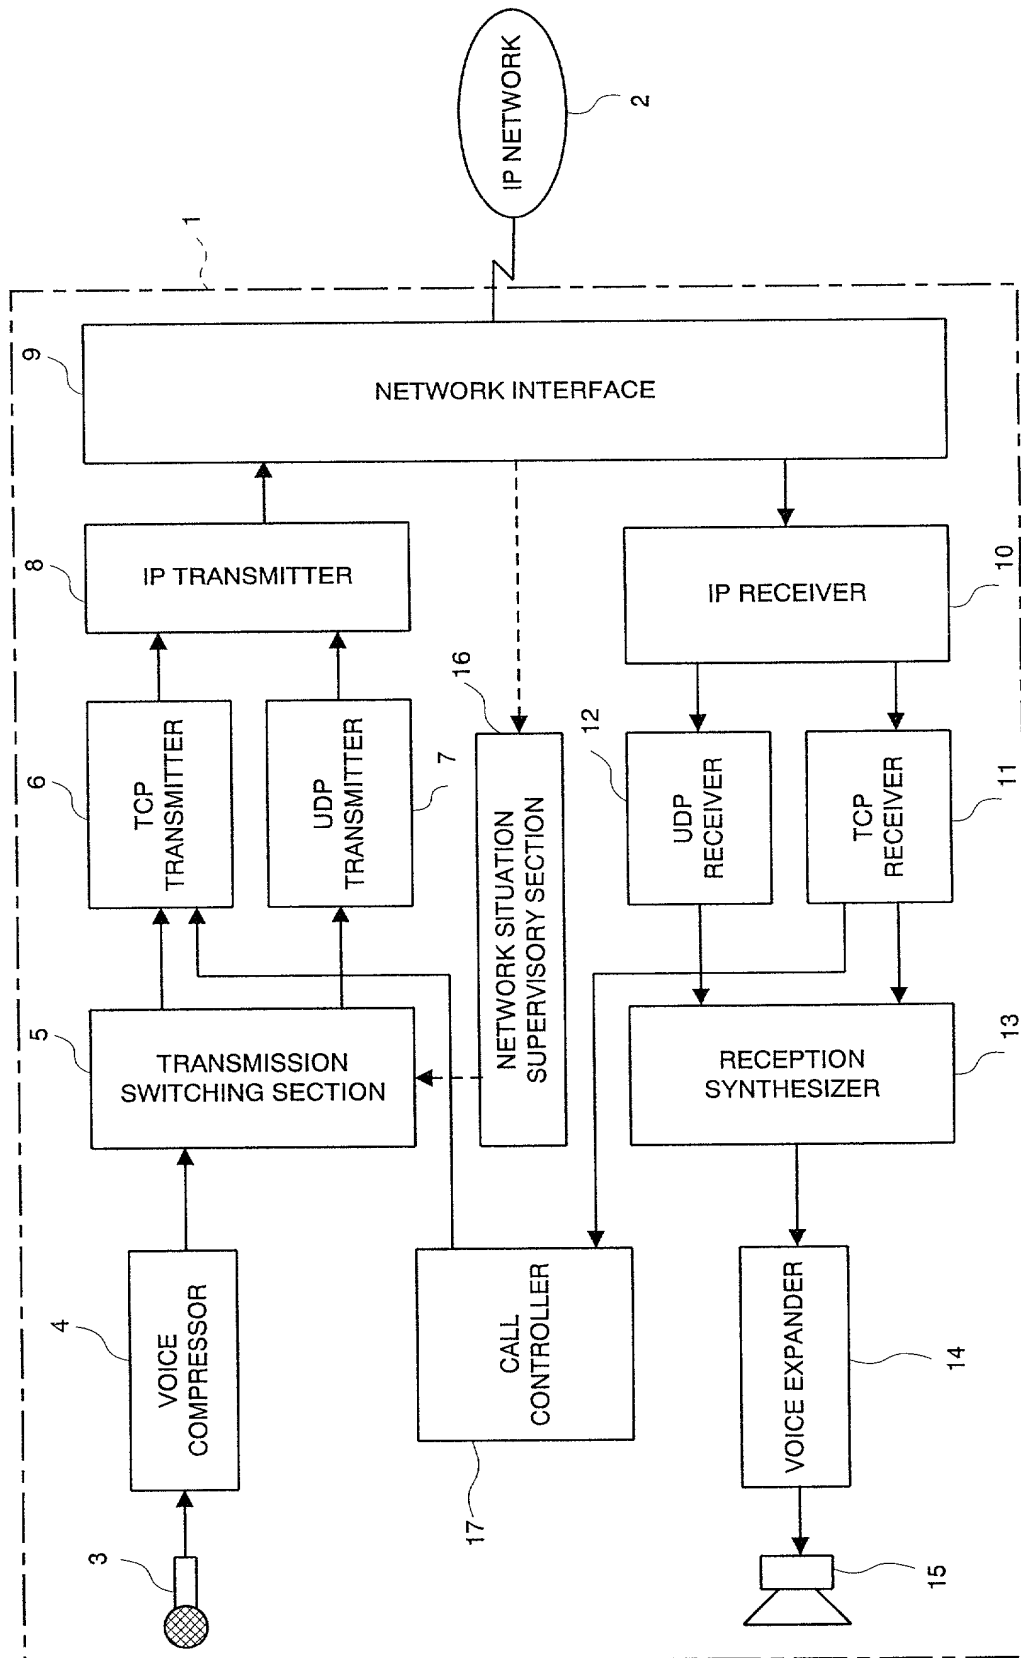 1
IP NETWORK
2
9
NETWORK INTERFACE
8
IP TRANSMITTER
IP RECEIVER
10
6
TCP
TRANSMITTER
UDP
TRANSMITTER
7
16
NETWORK SITUATION
SUPERVISORY SECTION
12
UDP
RECEIVER
TCP
RECEIVER
11
5
TRANSMISSION
SWITCHING SECTION
RECEPTION
SYNTHESIZER
13
4
VOICE
COMPRESSOR
CALL
CONTROLLER
17
VOICE EXPANDER
14
3
15